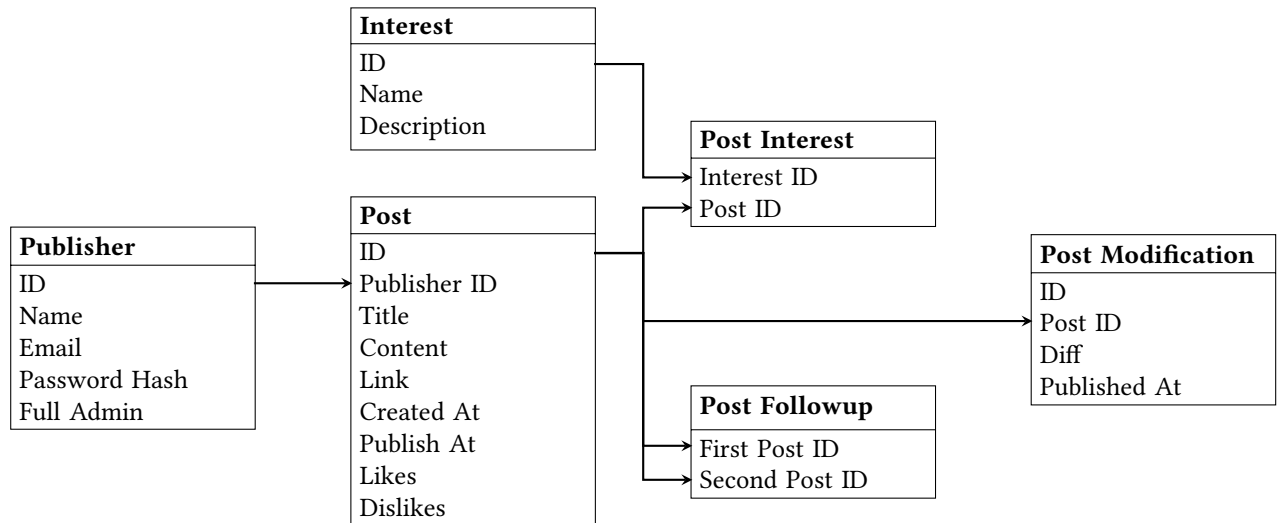 Interest
ID
Name
Description
Post Interest
Interest ID
Post ID
Publisher
ID
Name
Email
Password Hash
Full Admin
Post
ID
Publisher ID
Title
Content
Link
Created At
Publish At
Likes
Dislikes
Post Modification
ID
Post ID
Diff
Published At
Post Followup
First Post ID
Second Post ID